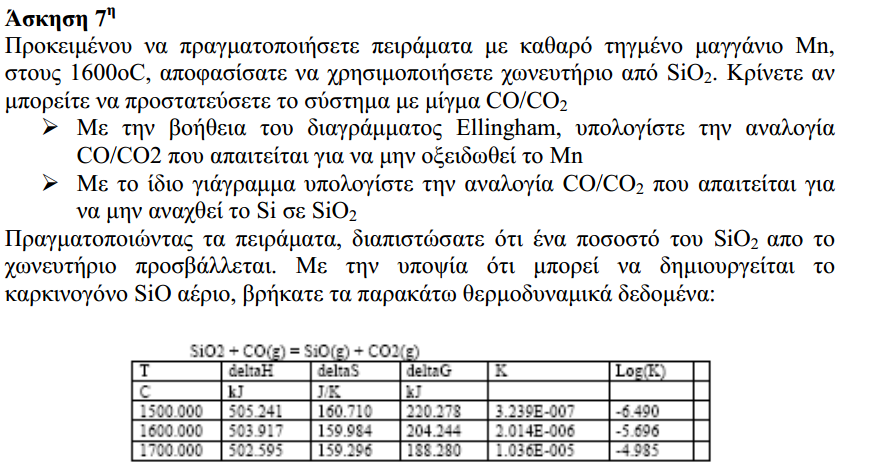 Άσκηση 7η
Προκειμένου να πραγματοποιήσετε πειράματα με καθαρό τηγμένο μαγγάνιο Mn,
στους 1600οC, αποφασίσατε να χρησιμοποιήσετε χωνευτήριο από SiO2. Κρίνετε αν
μπορείτε να προστατεύσετε το σύστημα με μίγμα CO/CO2
➢ Με την βοήθεια του διαγράμματος Ellingham, υπολογίστε την αναλογία
CO/CO2 που απαιτείται για να μην οξειδωθεί το Mn
➢ Με το ίδιο γιάγραμμα υπολογίστε την αναλογία CO/CO2 που απαιτείται για
να μην αναχθεί το Si σε SiO2
Πραγματοποιώντας τα πειράματα, διαπιστώσατε ότι ένα ποσοστό του SiO2 απο το
χωνευτήριο προσβάλλεται. Με την υποψία ότι μπορεί να δημιουργείται το
καρκινογόνο SiO αέριο, βρήκατε τα παρακάτω θερμοδυναμικά δεδομένα:
SiO2 + CO(g) = SiO(g) + CO2(g)
T deltaH deltaS deltaG K Log(K)
C kJ J/K kJ
1500.000 505.241 160.710 220.278 3.239E-007 -6.490
1600.000 503.917 159.984 204.244 2.014E-006 -5.696
1700.000 502.595 159.296 188.280 1.036E-005 -4.985